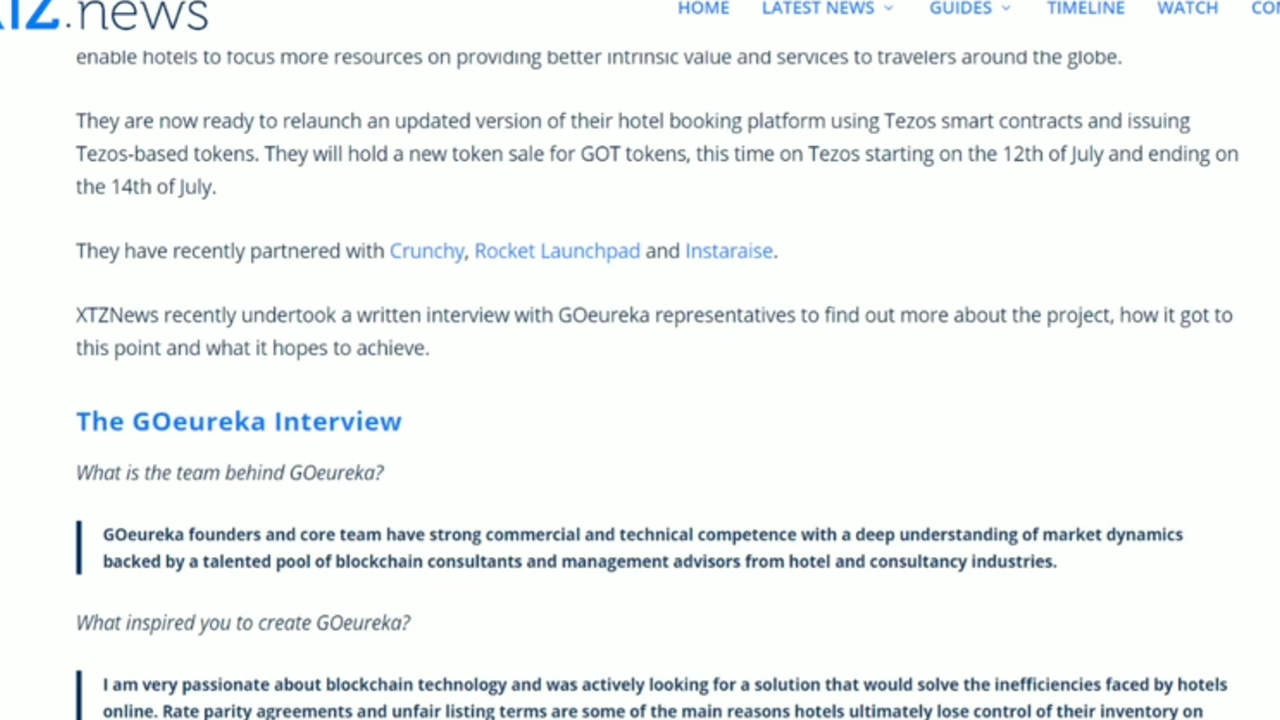 XTZ.news
HOME LATEST NEWS GUIDES TIMELINE WATCH
enable hotels to focus more resources on providing better intrinsic value and services to travelers around the globe.
They are now ready to relaunch an updated version of their hotel booking platform using Tezos smart contracts and issuing
Tezos-based tokens. They will hold a new token sale for GOT tokens, this time on Tezos starting on the 12th of July and ending on
the 14th of July.
They have recently partnered with Crunchy, Rocket Launchpad and Instaraise.
XTZNews recently undertook a written interview with GOeureka representatives to find out more about the project, how it got to
this point and what it hopes to achieve.
The GOeureka Interview
What is the team behind GOeureka?
GOeureka founders and core team have strong commercial and technical competence with a deep understanding of market dynamics
backed by a talented pool of blockchain consultants and management advisors from hotel and consultancy industries.
What inspired you to create GOeureka?
I am very passionate about blockchain technology and was actively looking for a solution that would solve the inefficiencies faced by hotels
online. Rate parity agreements and unfair listing terms are some of the main reasons hotels ultimately lose control of their inventory on